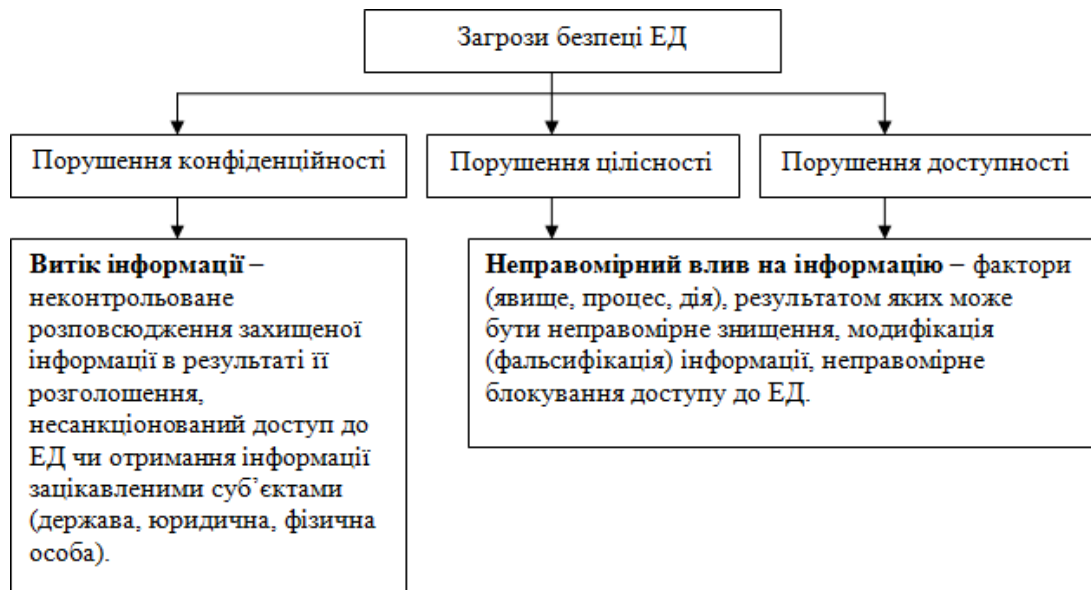 Загрози безпеці ЕД
Порушення конфіденційності
Порушення цілісності
Порушення доступності
Витік інформації –
неконтрольоване
розповсюдження захищеної
інформації в результаті її
розголошення,
несанкціонований доступ до
ЕД чи отримання інформації
зацікавленими суб’єктами
(держава, юридична, фізична
особа).
Неправомірний влив на інформацію – фактори
(явище, процес, дія), результатом яких може
бути неправомірне знищення, модифікація
(фальсифікація) інформації, неправомірне
блокування доступу до ЕД.